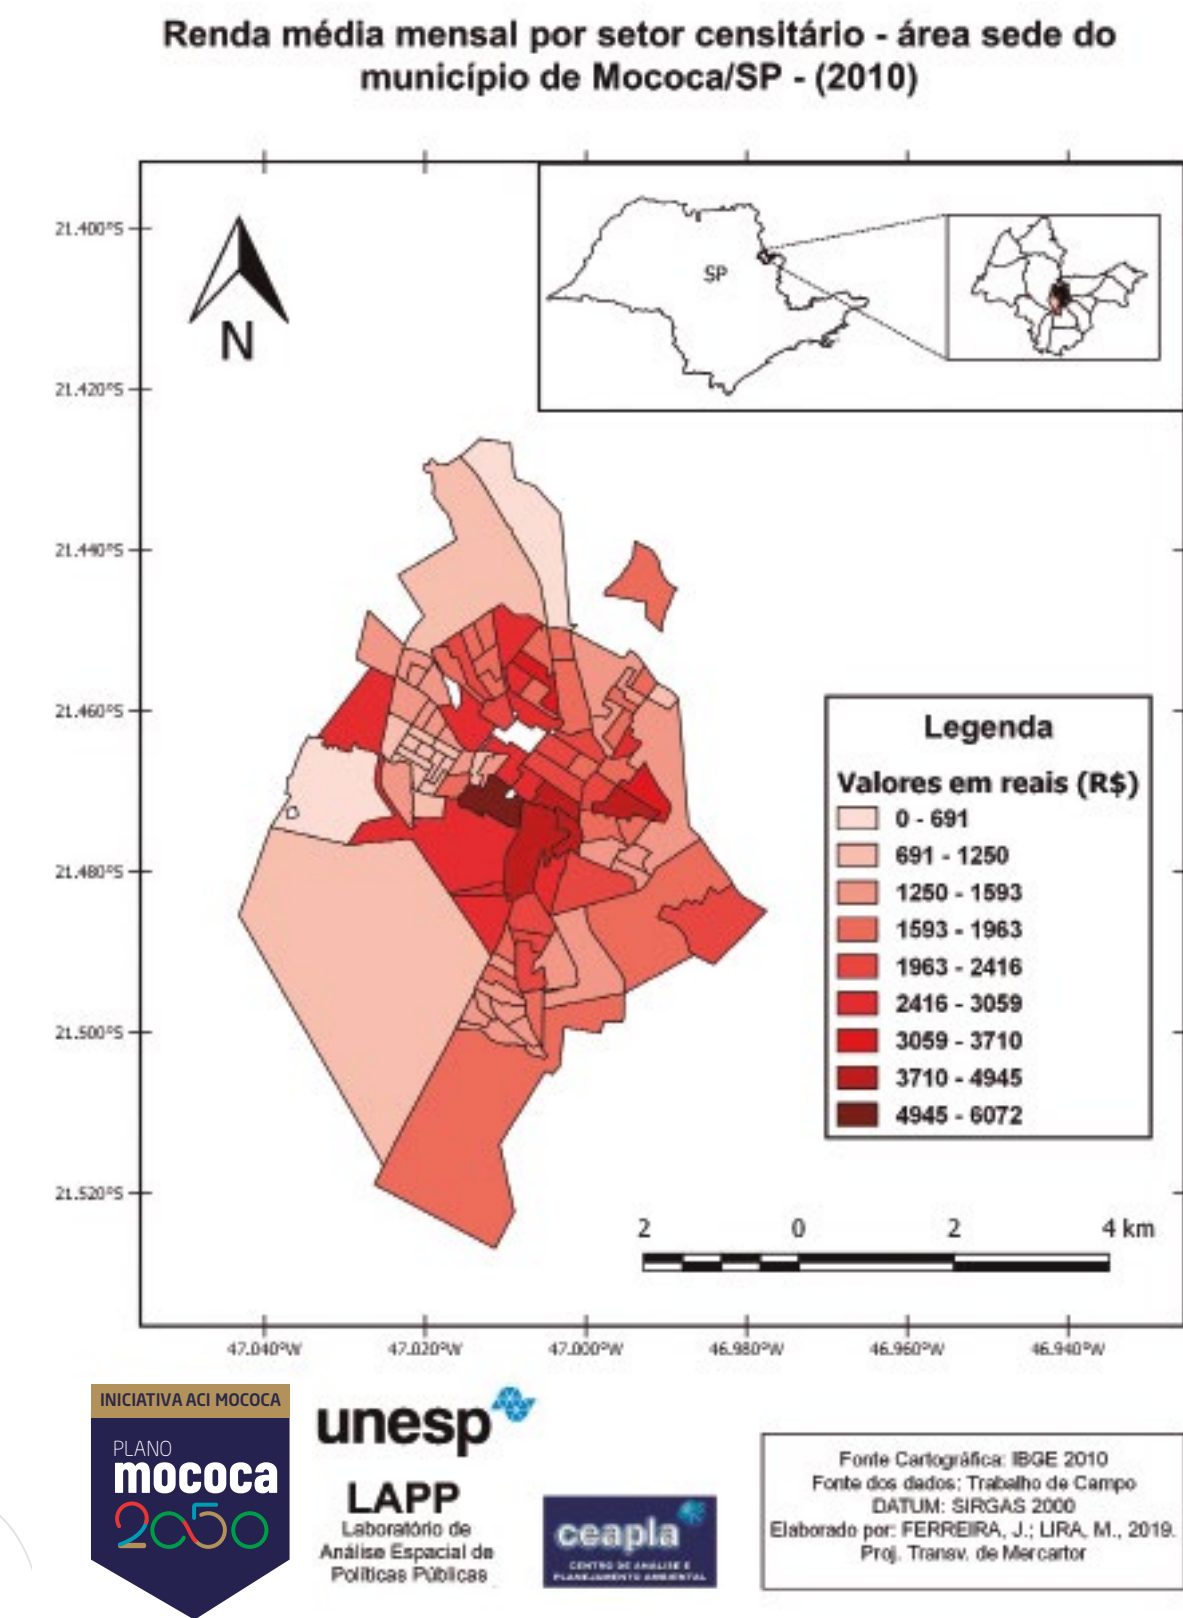 Renda média mensal por setor censitário - área sede do
município de Mococa/SP - (2010)
SP
N
21.400°S
21.420°S
21.440°S
21.460°S
21.480°S
21.500°S
21.520°S
Legenda
Valores em reais (R$)
0 - 691
691 - 1250
1250 - 1593
1593 - 1963
1963 - 2416
2416 - 3059
3059 - 3710
3710 - 4945
4945 - 6072
2 0 2 4 km
47.040°W 47.020°W 47.000°W 46.980°W 46.960°W 46.940°W
INICIATIVA ACI MOCOCA
PLANO
mococa
2050
unesp
LAPP
Laboratório de
Análise Espacial de
Políticas Públicas
ceapla
CENTRO DE ANÁLISE E
PLANEJAMENTO AMBIENTAL
Fonte Cartográfica: IBGE 2010
Fonte dos dados: Trabalho de Campo
DATUM: SIRGAS 2000
Elaborado por: FERREIRA, J.; LIRA, M., 2019.
Proj. Transv. de Mercartor